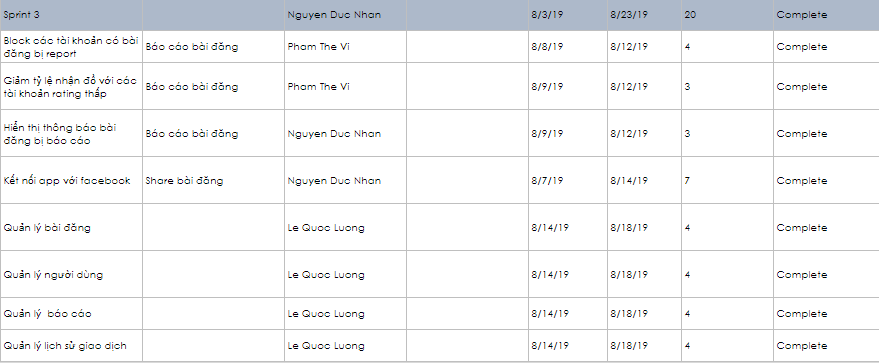 Sprint 3 Nguyen Duc Nhan 8/3/19 8/23/19 20 Complete
Block các tài khoản có bài
đăng bị report Báo cáo bài đăng Pham The Vi 8/8/19 8/12/19 4 Complete
Giảm tỷ lệ nhận đồ với các
tài khoản rating thấp Báo cáo bài đăng Pham The Vi 8/9/19 8/12/19 3 Complete
Hiển thị thông báo bài
đăng bị báo cáo Báo cáo bài đăng Nguyen Duc Nhan 8/9/19 8/12/19 3 Complete
Kết nối app với facebook Share bài đăng Nguyen Duc Nhan 8/7/19 8/14/19 7 Complete
Quản lý bài đăng Le Quoc Luong 8/14/19 8/18/19 4 Complete
Quản lý người dùng Le Quoc Luong 8/14/19 8/18/19 4 Complete
Quản lý báo cáo Le Quoc Luong 8/14/19 8/18/19 4 Complete
Quản lý lịch sử giao dịch Le Quoc Luong 8/14/19 8/18/19 4 Complete